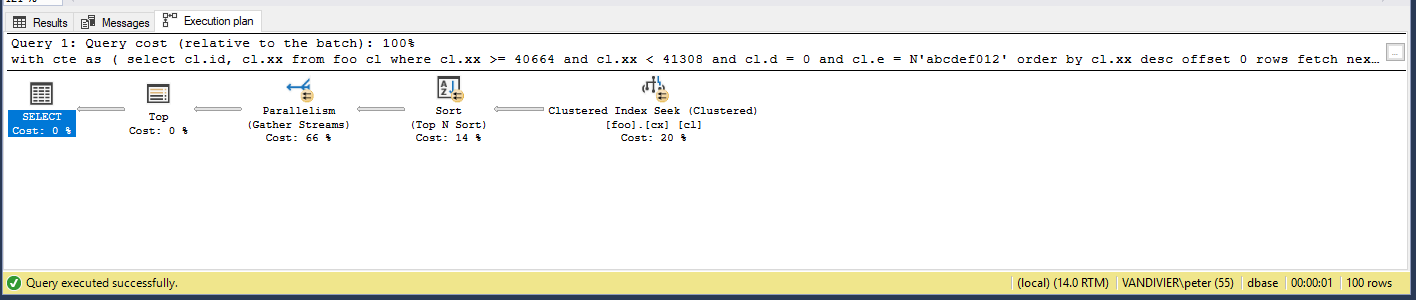 Results
Messages
Execution plan
Query 1: Query cost (relative to the batch): 100%
with cte as ( select cl.id, cl.xx from foo cl where cl.xx >= 40664 and cl.xx < 41308 and cl.d = 0 and cl.e = N'abcdef012' order by cl.xx desc offset 0 rows fetch nex…
...
SELECT
Cost: 0 %
Top
Cost: 0 %
Parallelism
(Gather Streams)
Cost: 66 %
Sort
(Top N Sort)
Cost: 14 %
Clustered Index Seek (Clustered)
[foo].[cx] [cl]
Cost: 20 %
Query executed successfully.
(local) (14.0 RTM)
VANDIVIER\peter (55)
dbase
00:00:01
100 rows